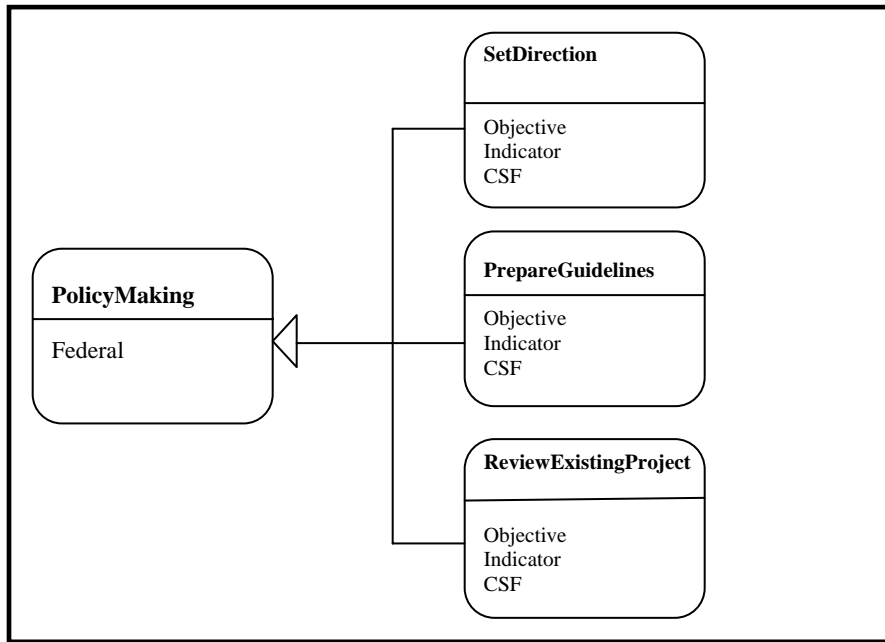 SetDirection
Objective
Indicator
CSF
PolicyMaking
Federal
PrepareGuidelines
Objective
Indicator
CSF
ReviewExistingProject
Objective
Indicator
CSF